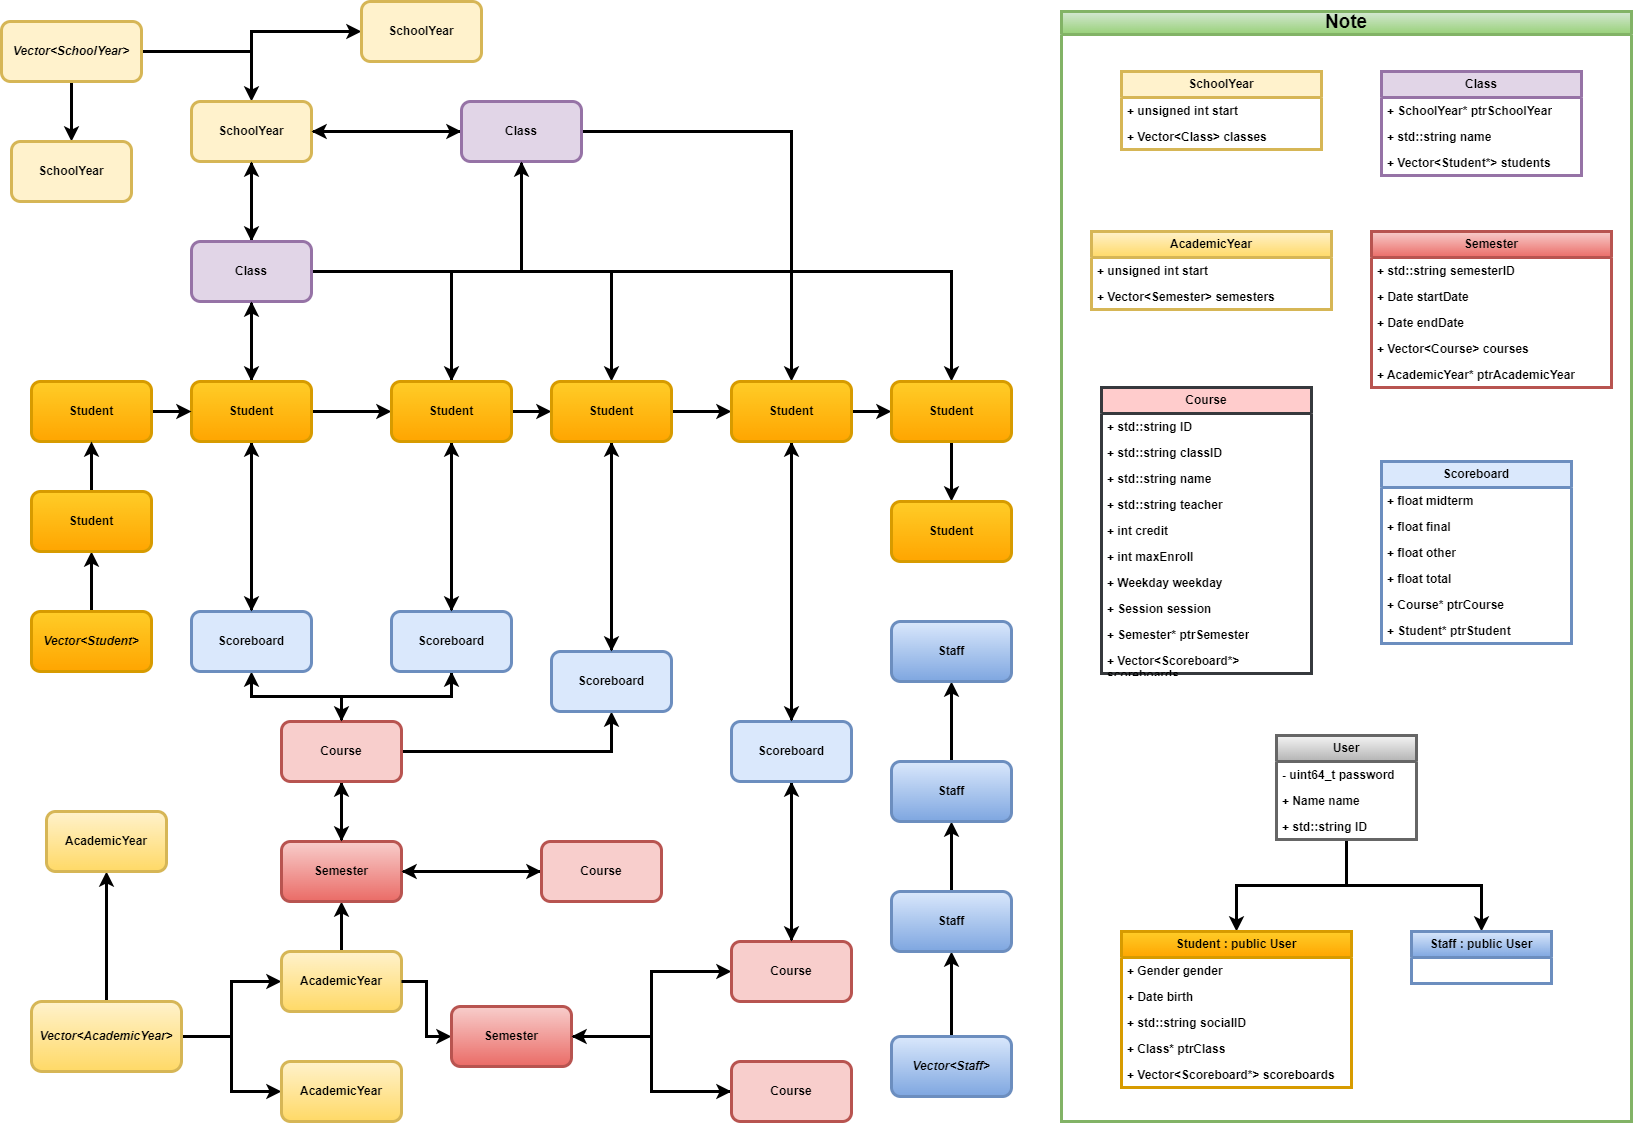 SchoolYear
Vector<SchoolYear>
SchoolYear
Class
SchoolYear
Class
Student
Student
Student
Student
Student
Student
Student
Student
Vector<Student>
Scoreboard
Scoreboard
Scoreboard
Staff
Course
Scoreboard
Staff
AcademicYear
Semester
Course
Staff
AcademicYear
Course
Vector<AcademicYear>
Semester
Vector<Staff>
AcademicYear
Course
Note
SchoolYear
+ unsigned int start
+ Vector<Class> classes
Class
+ SchoolYear* ptrSchoolYear
+ std::string name
+ Vector<Student*> students
AcademicYear
+ unsigned int start
+ Vector<Semester> semesters
Semester
+ std::string semesterID
+ Date startDate
+ Date endDate
+ Vector<Course> courses
+ AcademicYear* ptrAcademicYear
Course
+ std::string ID
+ std::string classID
+ std::string name
+ std::string teacher
+ int credit
+ int maxEnroll
+ Weekday weekday
+ Session session
+ Semester* ptrSemester
+ Vector<Scoreboard*>
scoreboards
Scoreboard
+ float midterm
+ float final
+ float other
+ float total
+ Course* ptrCourse
+ Student* ptrStudent
User
- uint64_t password
+ Name name
+ std::string ID
Student : public User
+ Gender gender
+ Date birth
+ std::string socialID
+ Class* ptrClass
+ Vector<Scoreboard*> scoreboards
Staff : public User